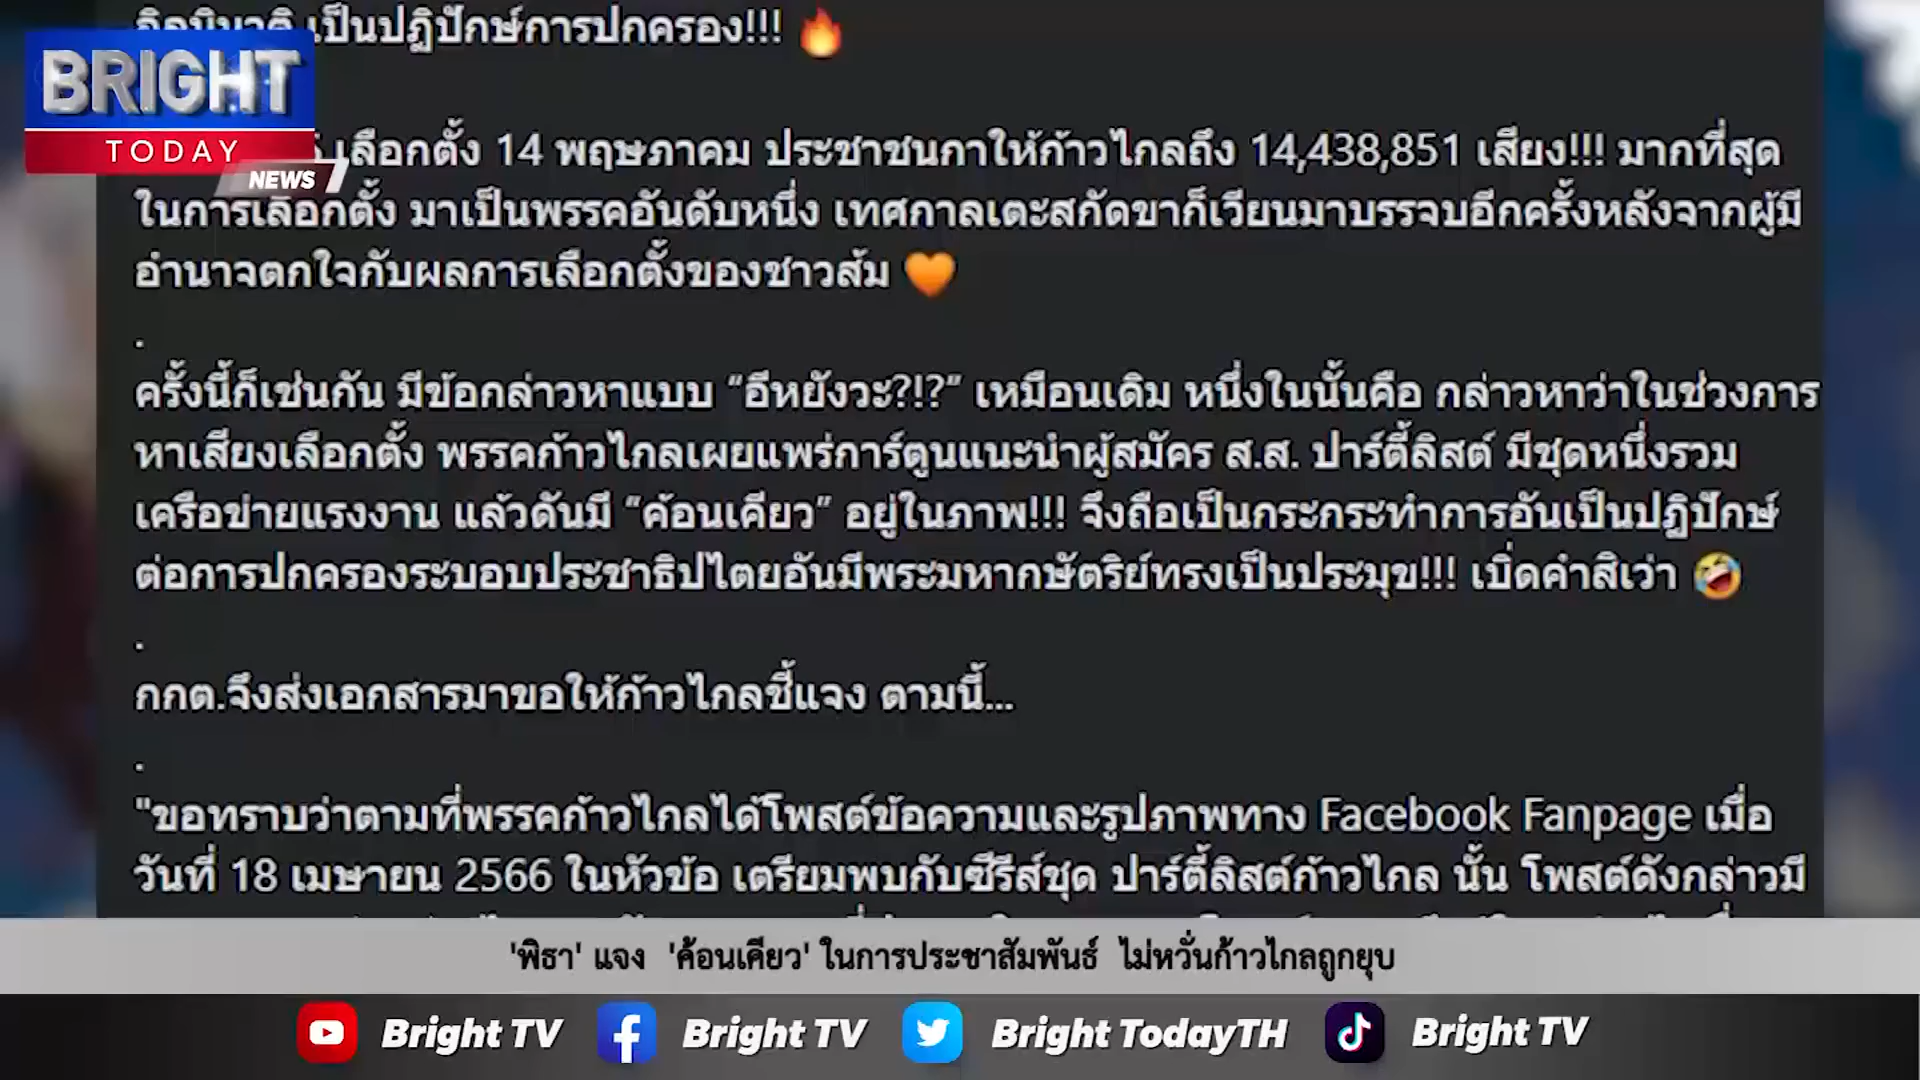 เป็นปฏิปักษ์การปกครอง!!! 🔥
BRIGHT
TODAY
NEWS
เลือกตั้ง 14 พฤษภาคม ประชาชนกาให้ก้าวไกลถึง 14,438,851 เสียง!!! มากที่สุด
ในการเลือกตั้ง มาเป็นพรรคอันดับหนึ่ง เทศกาลเตะสกัดขาก็เวียนมาบรรจบอีกครั้งหลังจากผู้มี
อำนาจตกใจกับผลการเลือกตั้งของชาวส้ม 🧡
.
ครั้งนี้ก็เช่นกัน มีข้อกล่าวหาแบบ “อีหยังวะ?!?” เหมือนเดิม หนึ่งในนั้นคือ กล่าวหาว่าในช่วงการ
หาเสียงเลือกตั้ง พรรคก้าวไกลเผยแพร่การ์ตูนแนะนำผู้สมัคร ส.ส. ปาร์ตี้ลิสต์ มีชุดหนึ่งรวม
เครือข่ายแรงงาน แล้วดันมี “ค้อนเคียว” อยู่ในภาพ!!! จึงถือเป็นกระกระทำการอันเป็นปฏิปักษ์
ต่อการปกครองระบอบประชาธิปไตยอันมีพระมหากษัตริย์ทรงเป็นประมุข!!! เบิ่ดคำสิเว่า 🤣
.
กกต.จึงส่งเอกสารมาขอให้ก้าวไกลชี้แจง ตามนี้...
.
"ขอทราบว่าตามที่พรรคก้าวไกลได้โพสต์ข้อความและรูปภาพทาง Facebook Fanpage เมื่อ
วันที่ 18 เมษายน 2566 ในหัวข้อ เตรียมพบกับซีรีส์ชุด ปาร์ตี้ลิสต์ก้าวไกล นั้น โพสต์ดังกล่าวมี
'พิธา' แจง 'ค้อนเคียว' ในการประชาสัมพันธ์ ไม่หวั่นก้าวไกลถูกยุบ
Bright TV Bright TV Bright TodayTH Bright TV